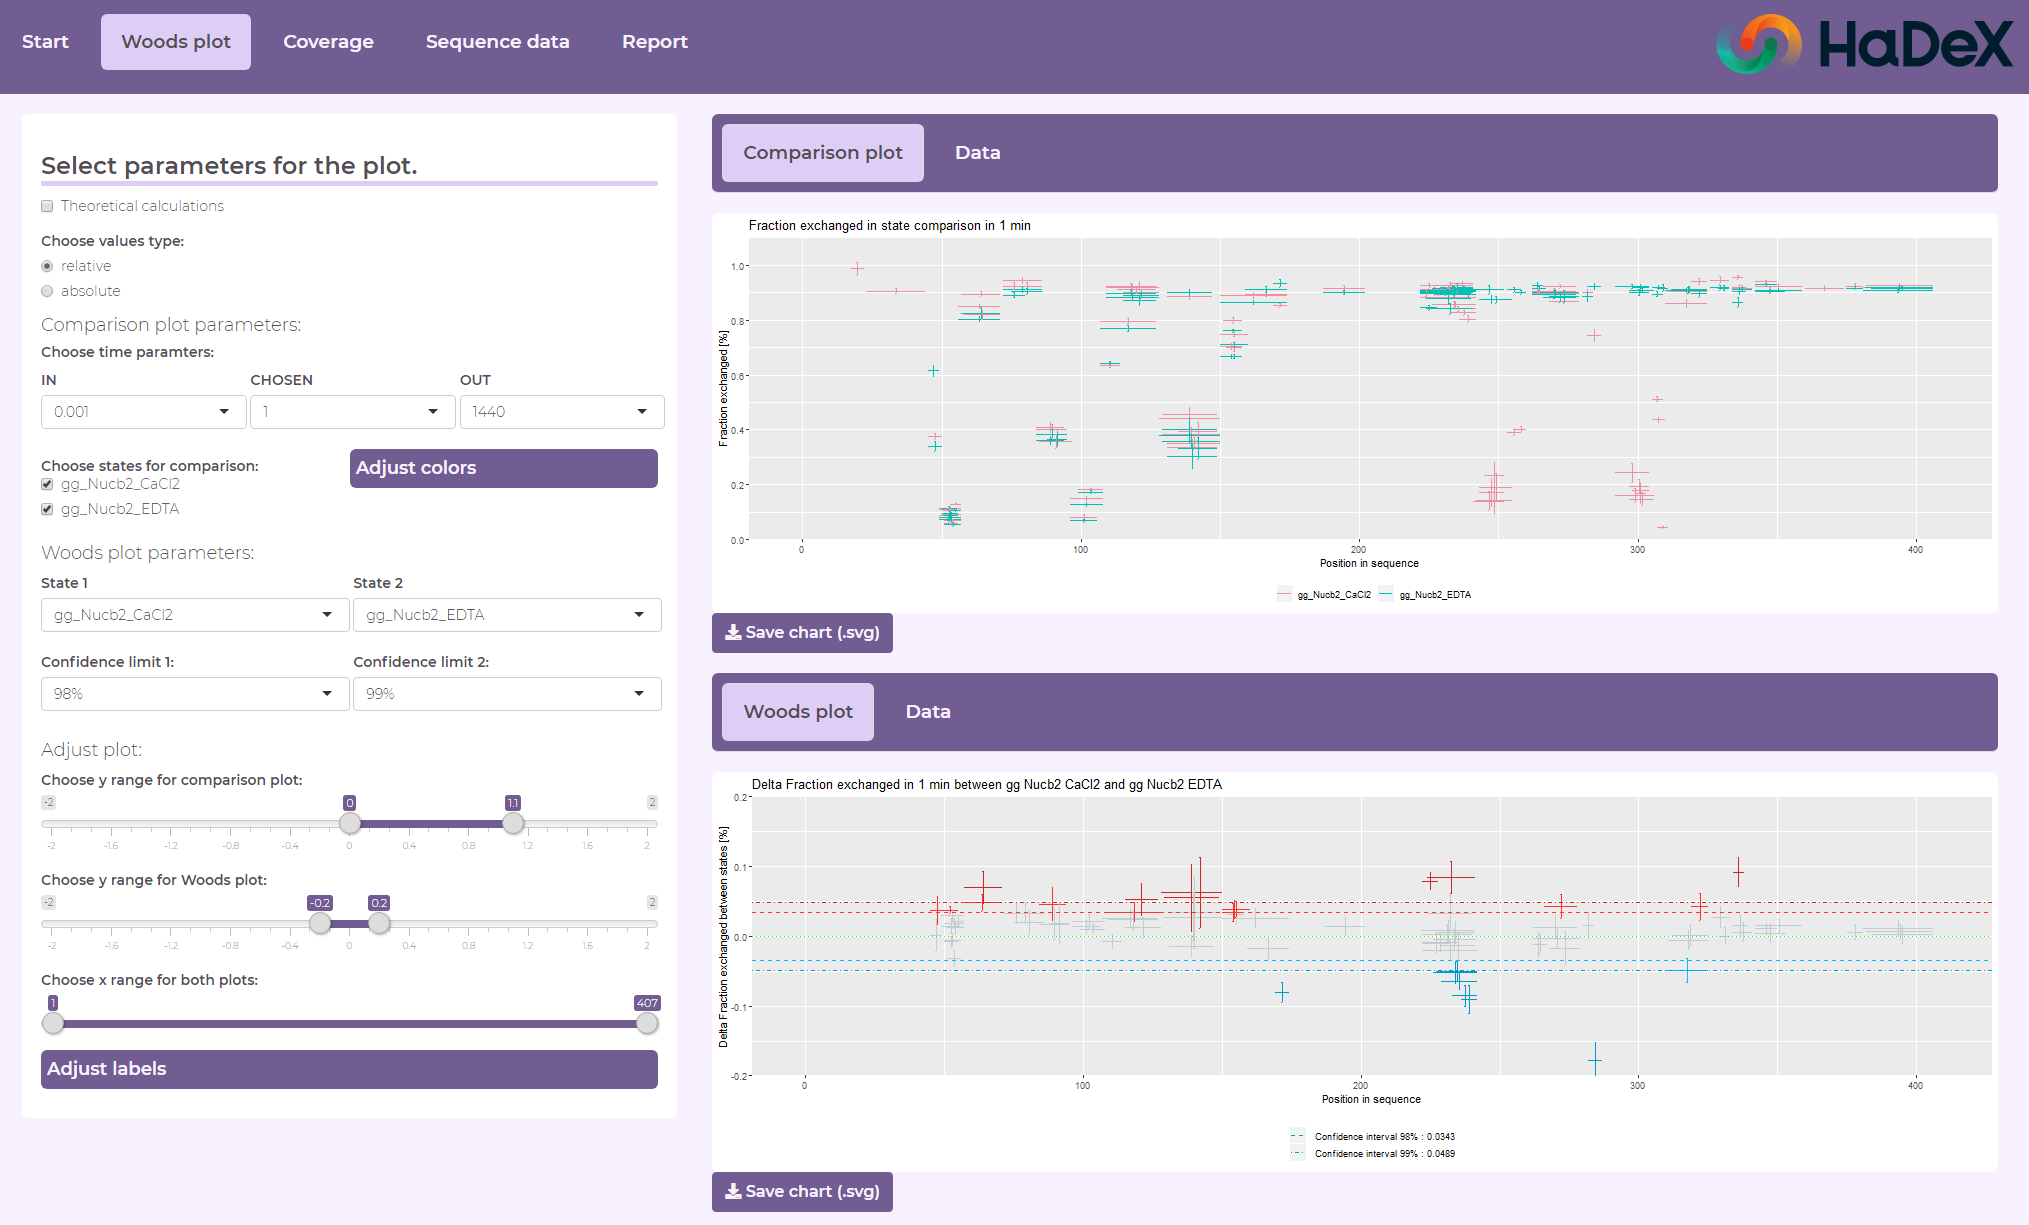 Start
Woods plot
Coverage
Sequence data
Report
HaDeX
Select parameters for the plot.
Theoretical calculations
Choose values type:
relative
absolute
Comparison plot parameters:
Choose time paramters:
IN CHOSEN OUT
0.001 1 1440
Choose states for comparison:
Adjust colors
gg_Nucb2_CaCl2
gg_Nucb2_EDTA
Woods plot parameters:
State 1 State 2
gg_Nucb2_CaCl2 gg_Nucb2_EDTA
Confidence limit 1: Confidence limit 2:
98% 99%
Adjust plot:
Choose y range for comparison plot:
-2 0 1.1 2
-2 -1.6 -1.2 -0.8 -0.4 0 0.4 0.8 1.2 1.6 2
Choose y range for Woods plot:
-2 -0.2 0.2 2
-2 -1.6 -1.2 -0.8 -0.4 0 0.4 0.8 1.2 1.6 2
Choose x range for both plots:
1 407
Adjust labels
Comparison plot Data
Fraction exchanged in state comparison in 1 min
Fraction exchanged [%]
1.0
0.8
0.6
0.4
0.2
0.0
0 100 200 300 400
Position in sequence
gg_Nucb2_CaCl2 gg_Nucb2_EDTA
Save chart (.svg)
Woods plot Data
Delta Fraction exchanged in 1 min between gg Nucb2 CaCl2 and gg Nucb2 EDTA
Delta Fraction exchanged between states [%]
0.2
0.1
0.0
-0.1
-0.2
0 100 200 300 400
Position in sequence
Confidence interval 98% : 0.0343
Confidence interval 99% : 0.0489
Save chart (.svg)